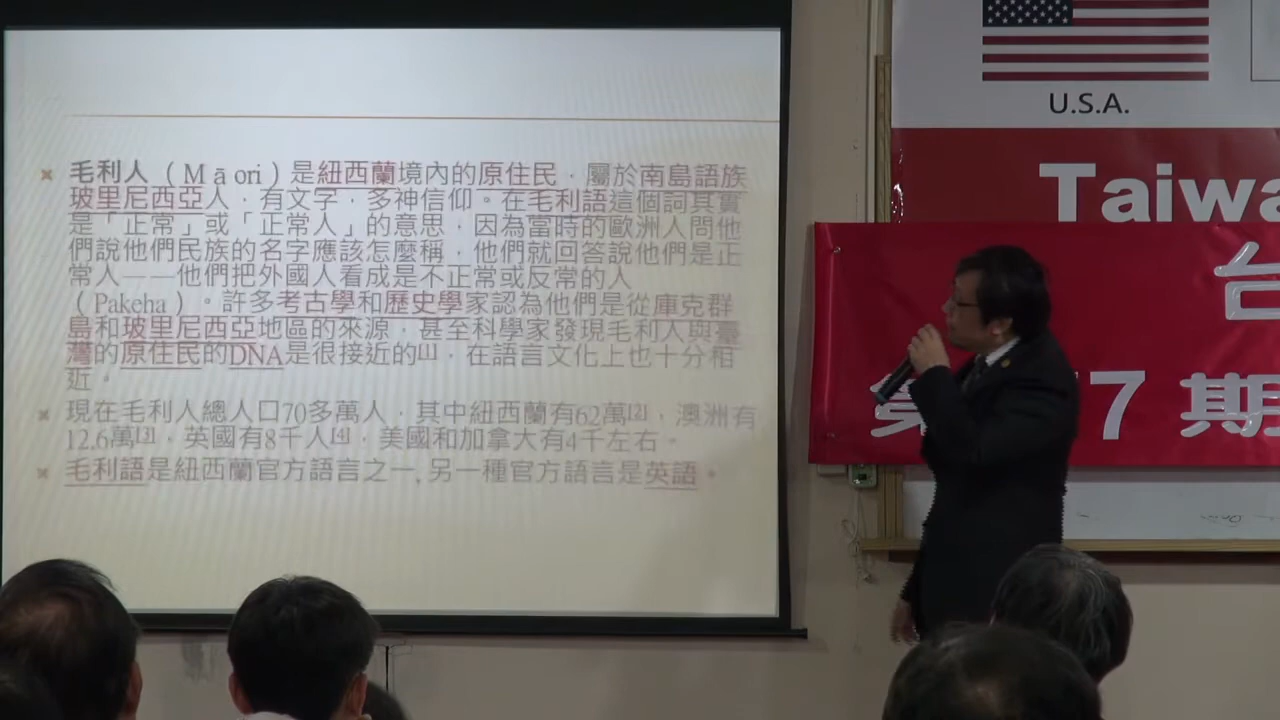 毛利人（Māori）是紐西蘭境內的原住民，屬於南島語族
玻里尼西亞人，有文字，多神信仰。在毛利語這個詞其實
是「正常」或「正常人」的意思，因為當時的歐洲人問他
們說他們民族的名字應該怎麼稱，他們就回答說他們是正
常人——他們把外國人看成是不正常或反常的人
（Pakeha）。許多考古學和歷史學家認為他們是從庫克群
島和玻里尼西亞地區的來源，甚至科學家發現毛利人與臺
灣的原住民的DNA是很接近的[1]，在語言文化上也十分相
近。
現在毛利人總人口70多萬人，其中紐西蘭有62萬[2]，澳洲有
12.6萬[3]，英國有8千人[4]，美國和加拿大有4千左右。
毛利語是紐西蘭官方語言之一,另一種官方語言是英語。
U.S.A.
Taiwa
台
7 期